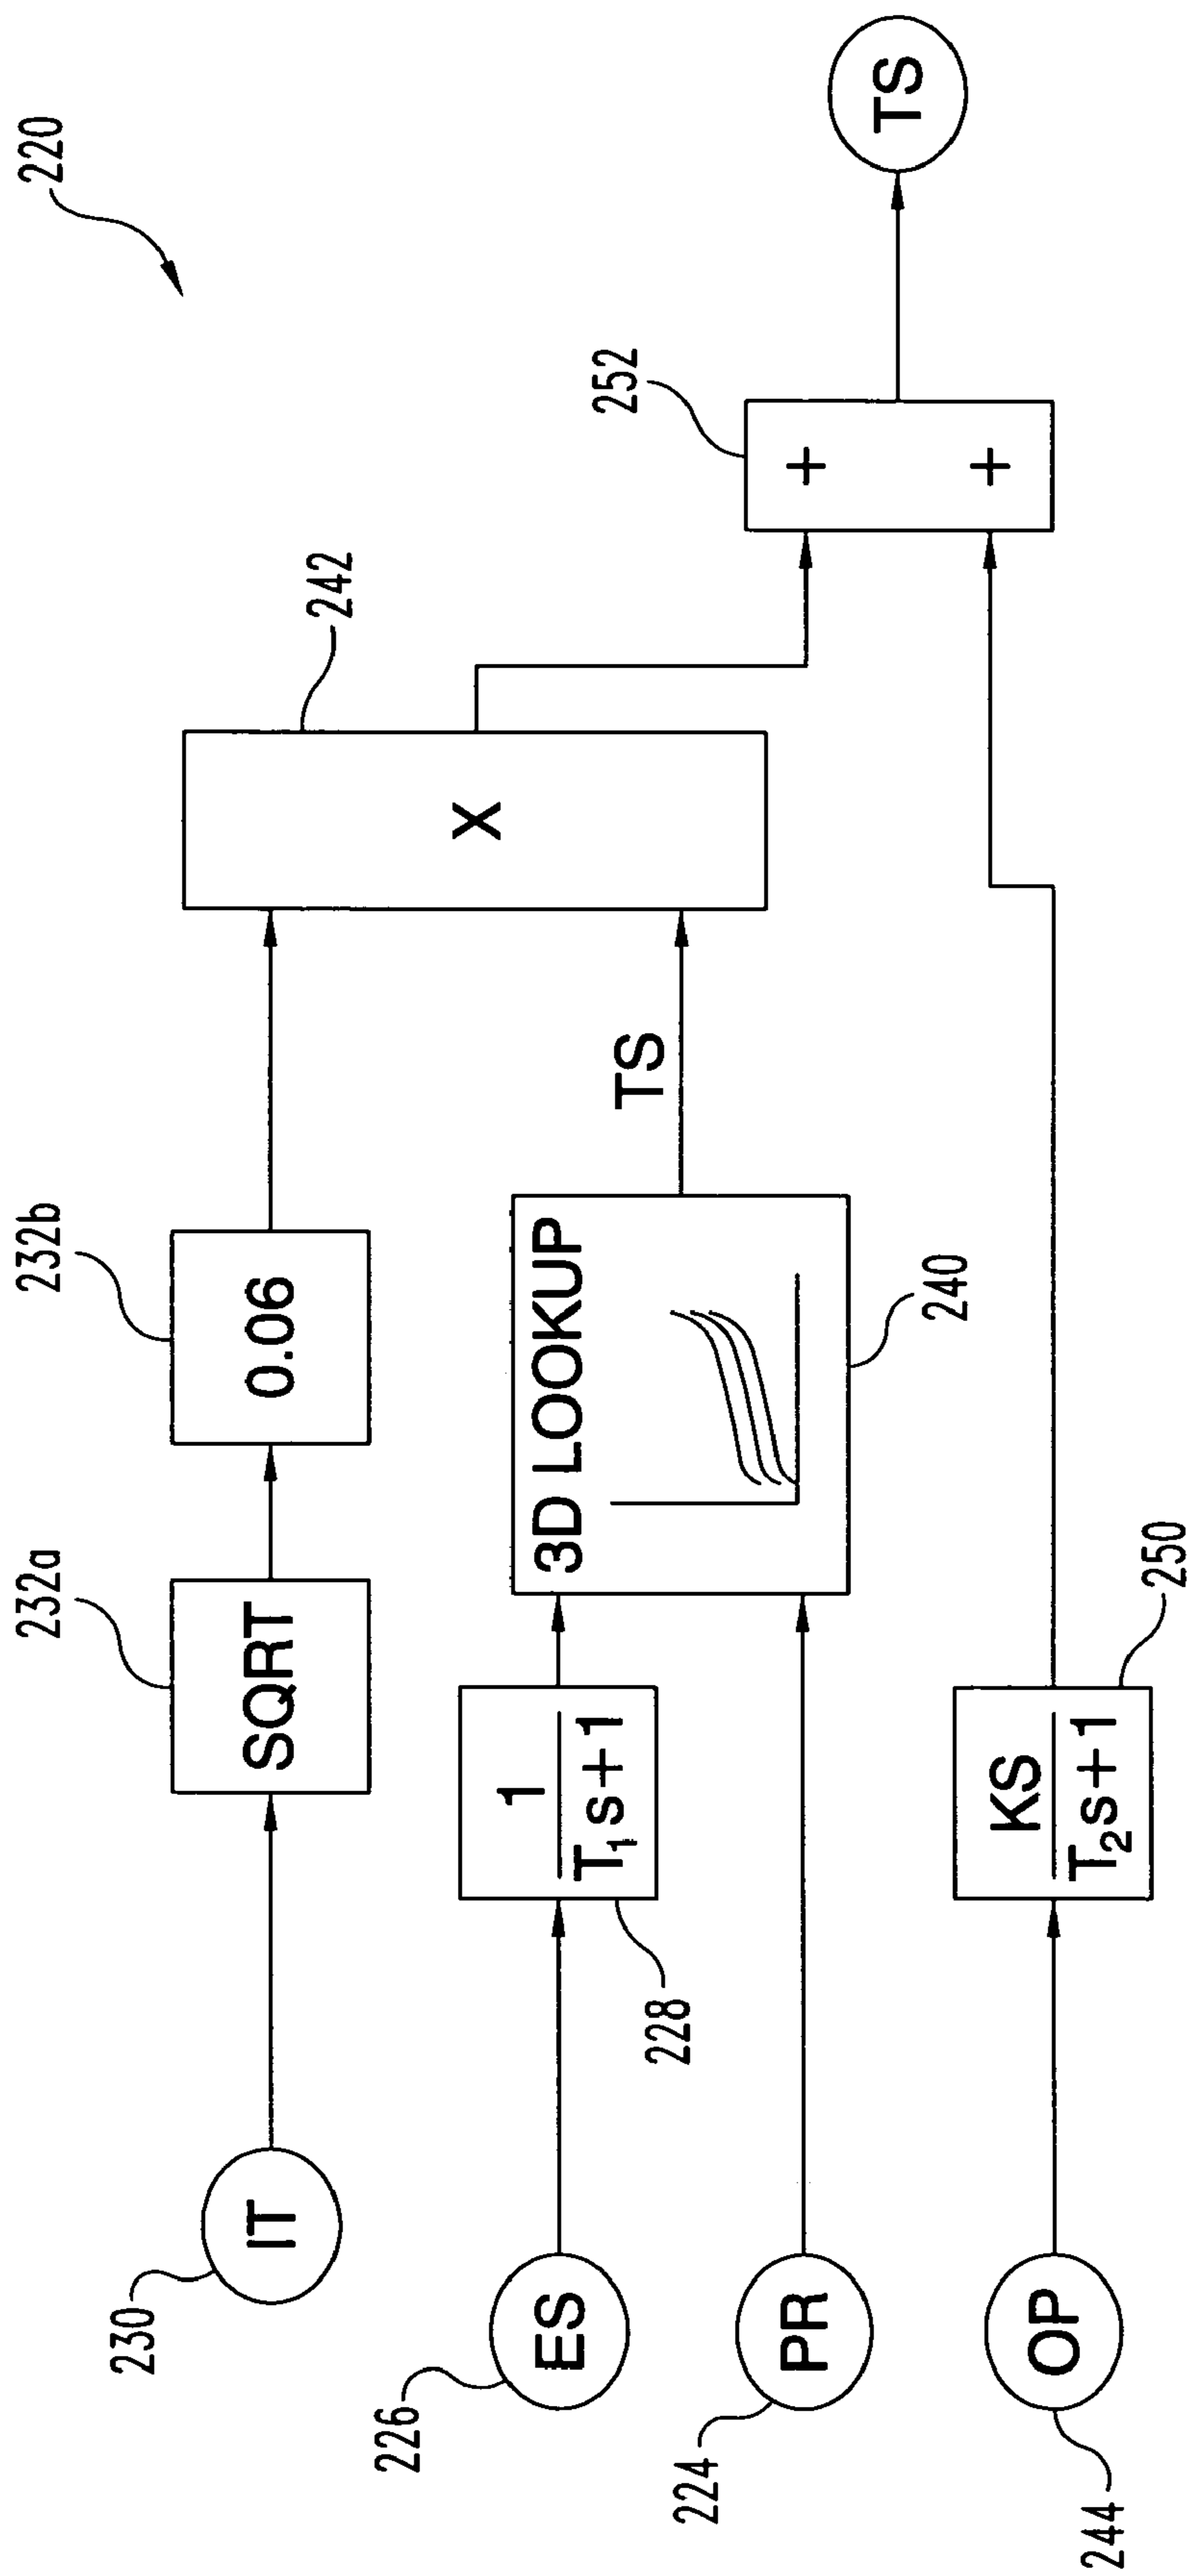 220
232a
232b
230
IT
SQRT
0.06
242
X
252
+
+
TS
226
ES
1
T1s+1
228
3D LOOKUP
240
TS
224
PR
244
OP
KS
T2s+1
250